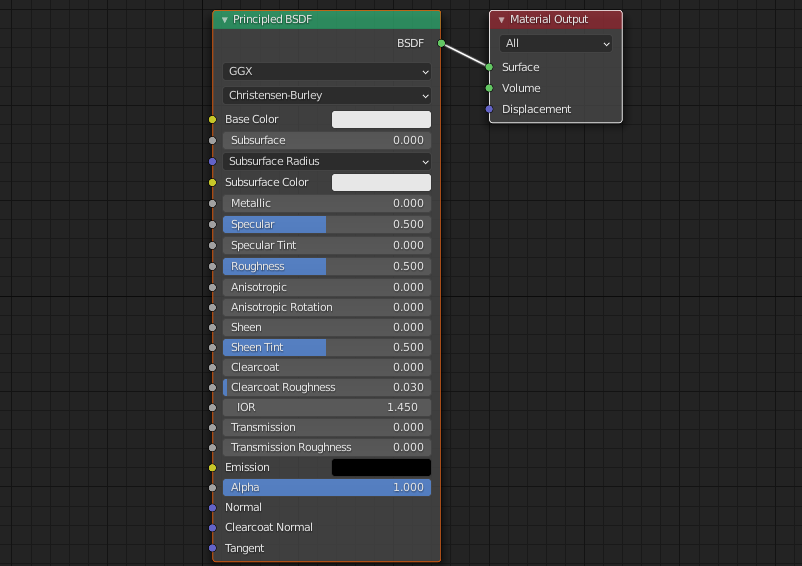 Principled BSDF
BSDF
GGX
Christensen-Burley
Base Color
Subsurface 0.000
Subsurface Radius
Subsurface Color
Metallic 0.000
Specular 0.500
Specular Tint 0.000
Roughness 0.500
Anisotropic 0.000
Anisotropic Rotation 0.000
Sheen 0.000
Sheen Tint 0.500
Clearcoat 0.000
Clearcoat Roughness 0.030
IOR 1.450
Transmission 0.000
Transmission Roughness 0.000
Emission
Alpha 1.000
Normal
Clearcoat Normal
Tangent
Material Output
All
Surface
Volume
Displacement